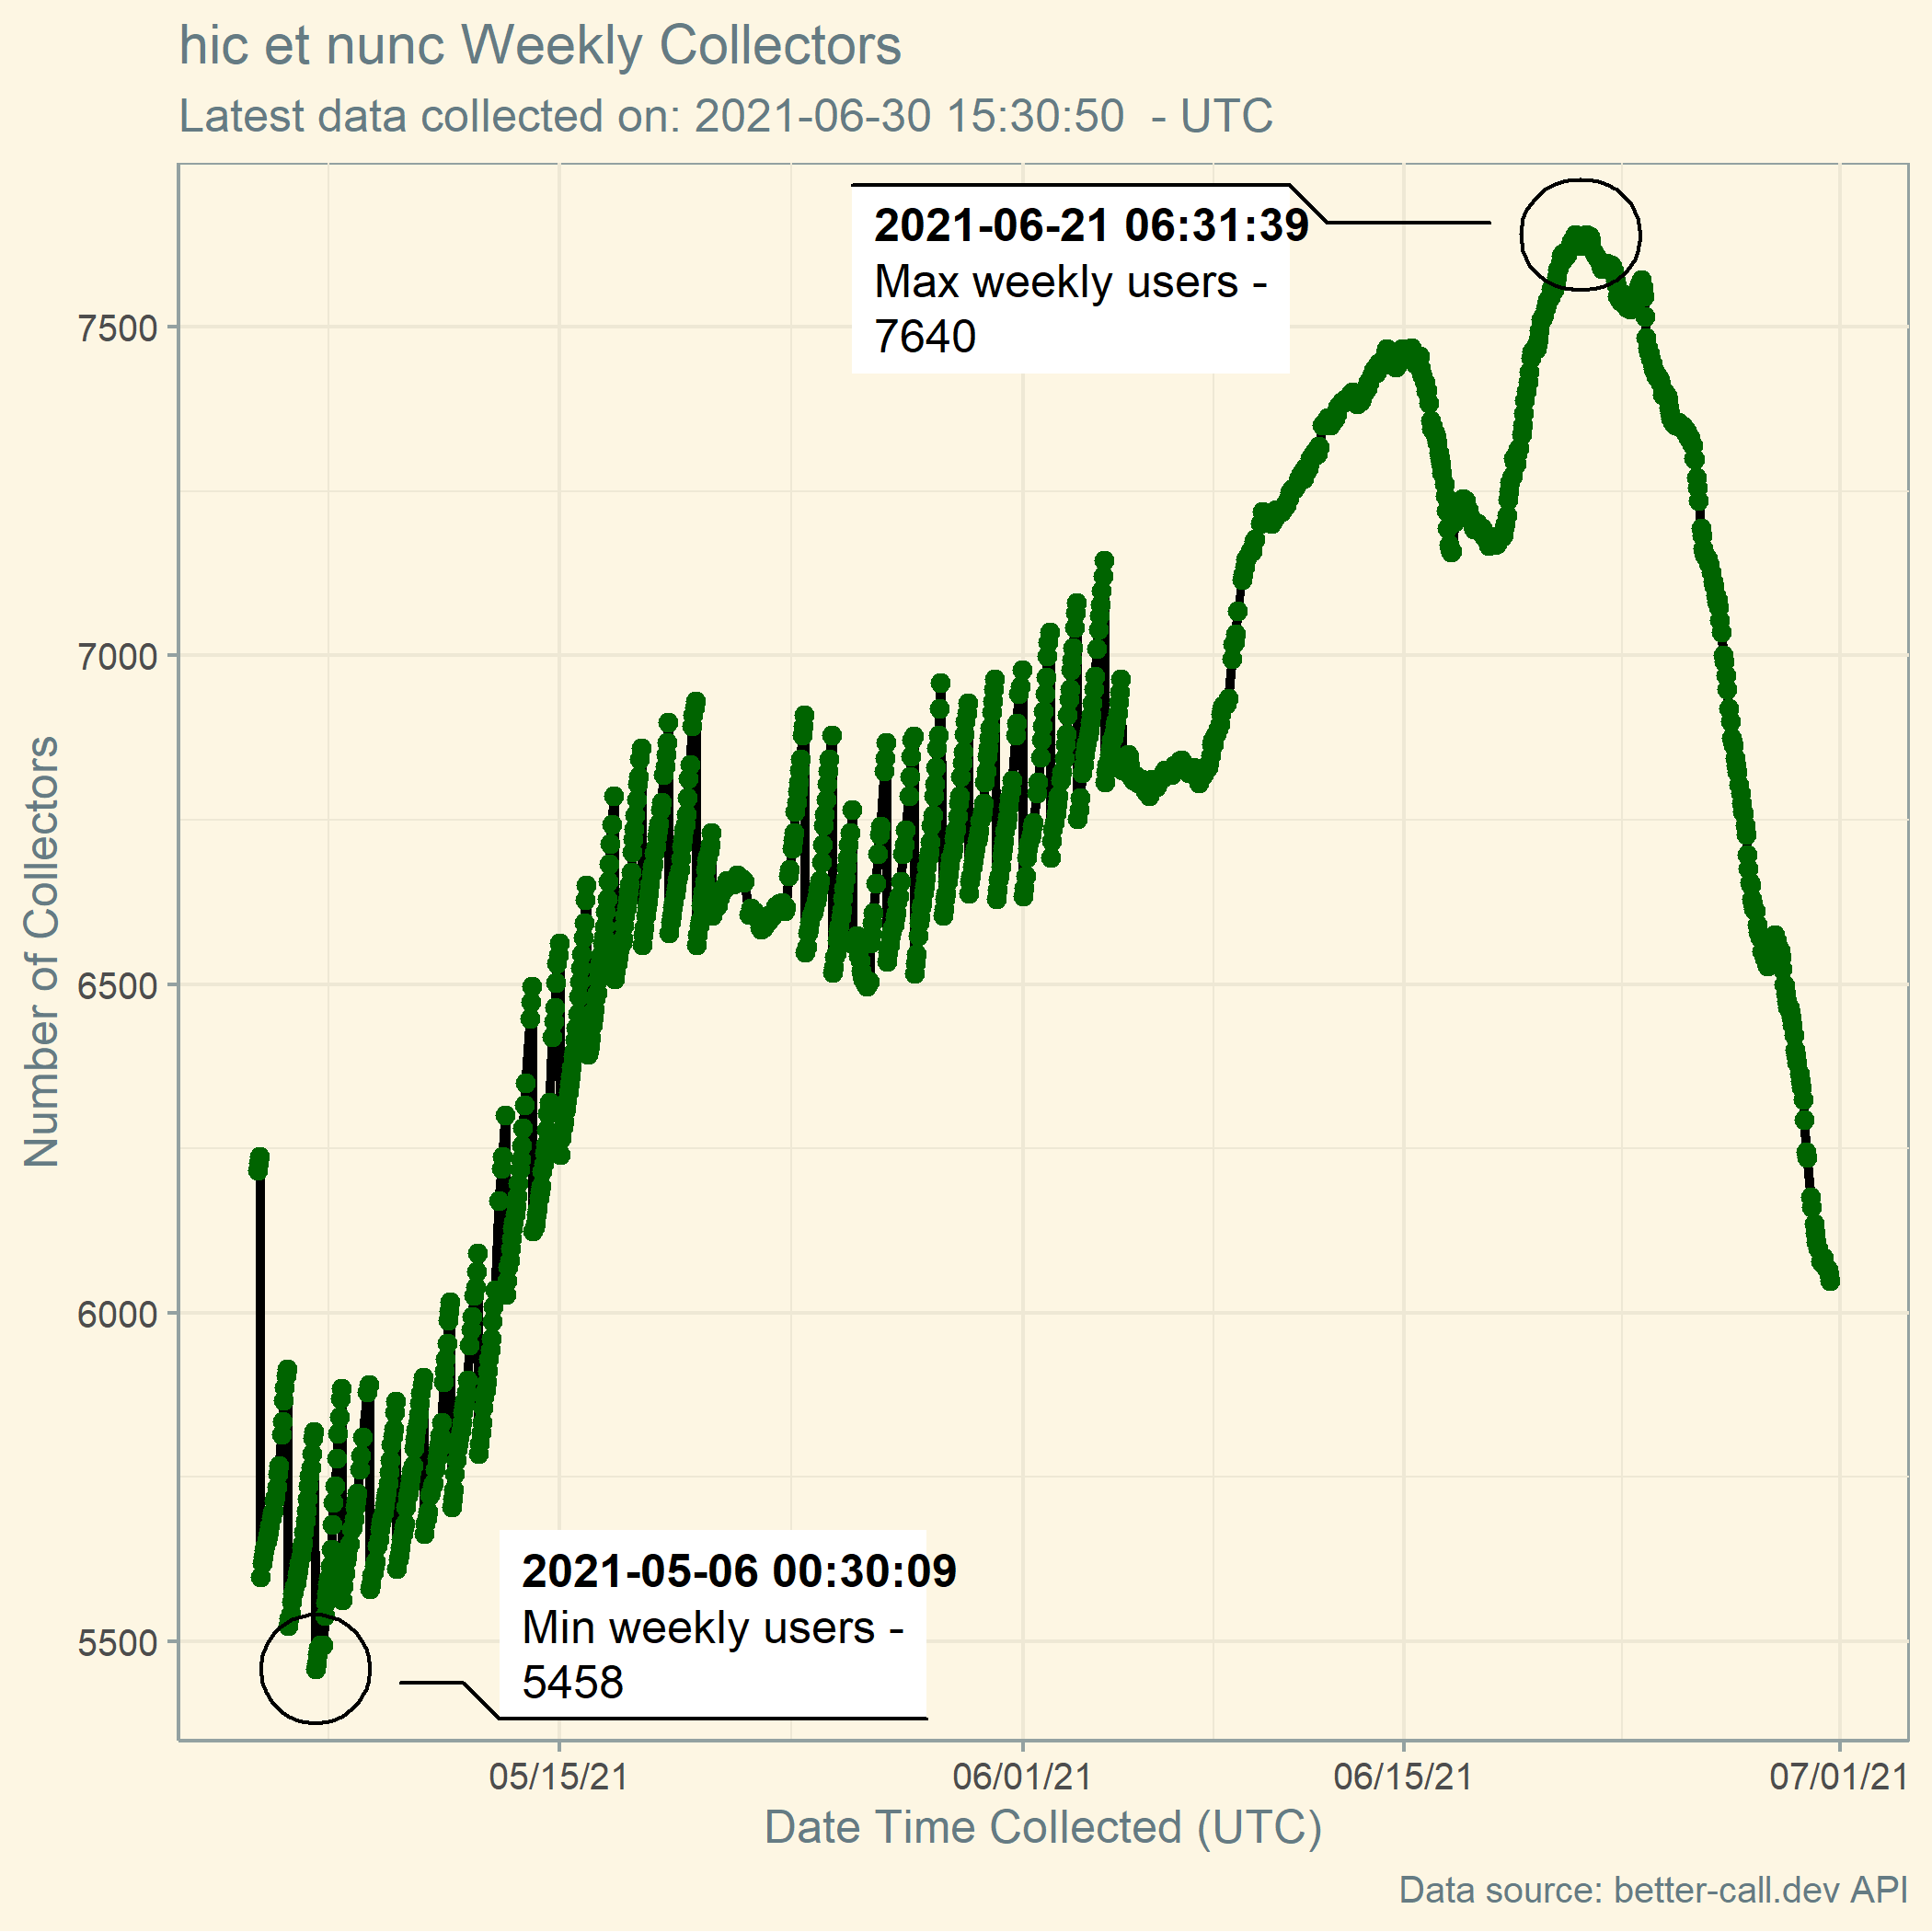 hic et nunc Weekly Collectors
Latest data collected on: 2021-06-30 15:30:50  - UTC
2021-06-21 06:31:39
Max weekly users -
7640
7500
7000
6500
6000
5500
Number of Collectors
2021-05-06 00:30:09
Min weekly users -
5458
05/15/21
06/01/21
06/15/21
07/01/21
Date Time Collected (UTC)
Data source: better-call.dev API